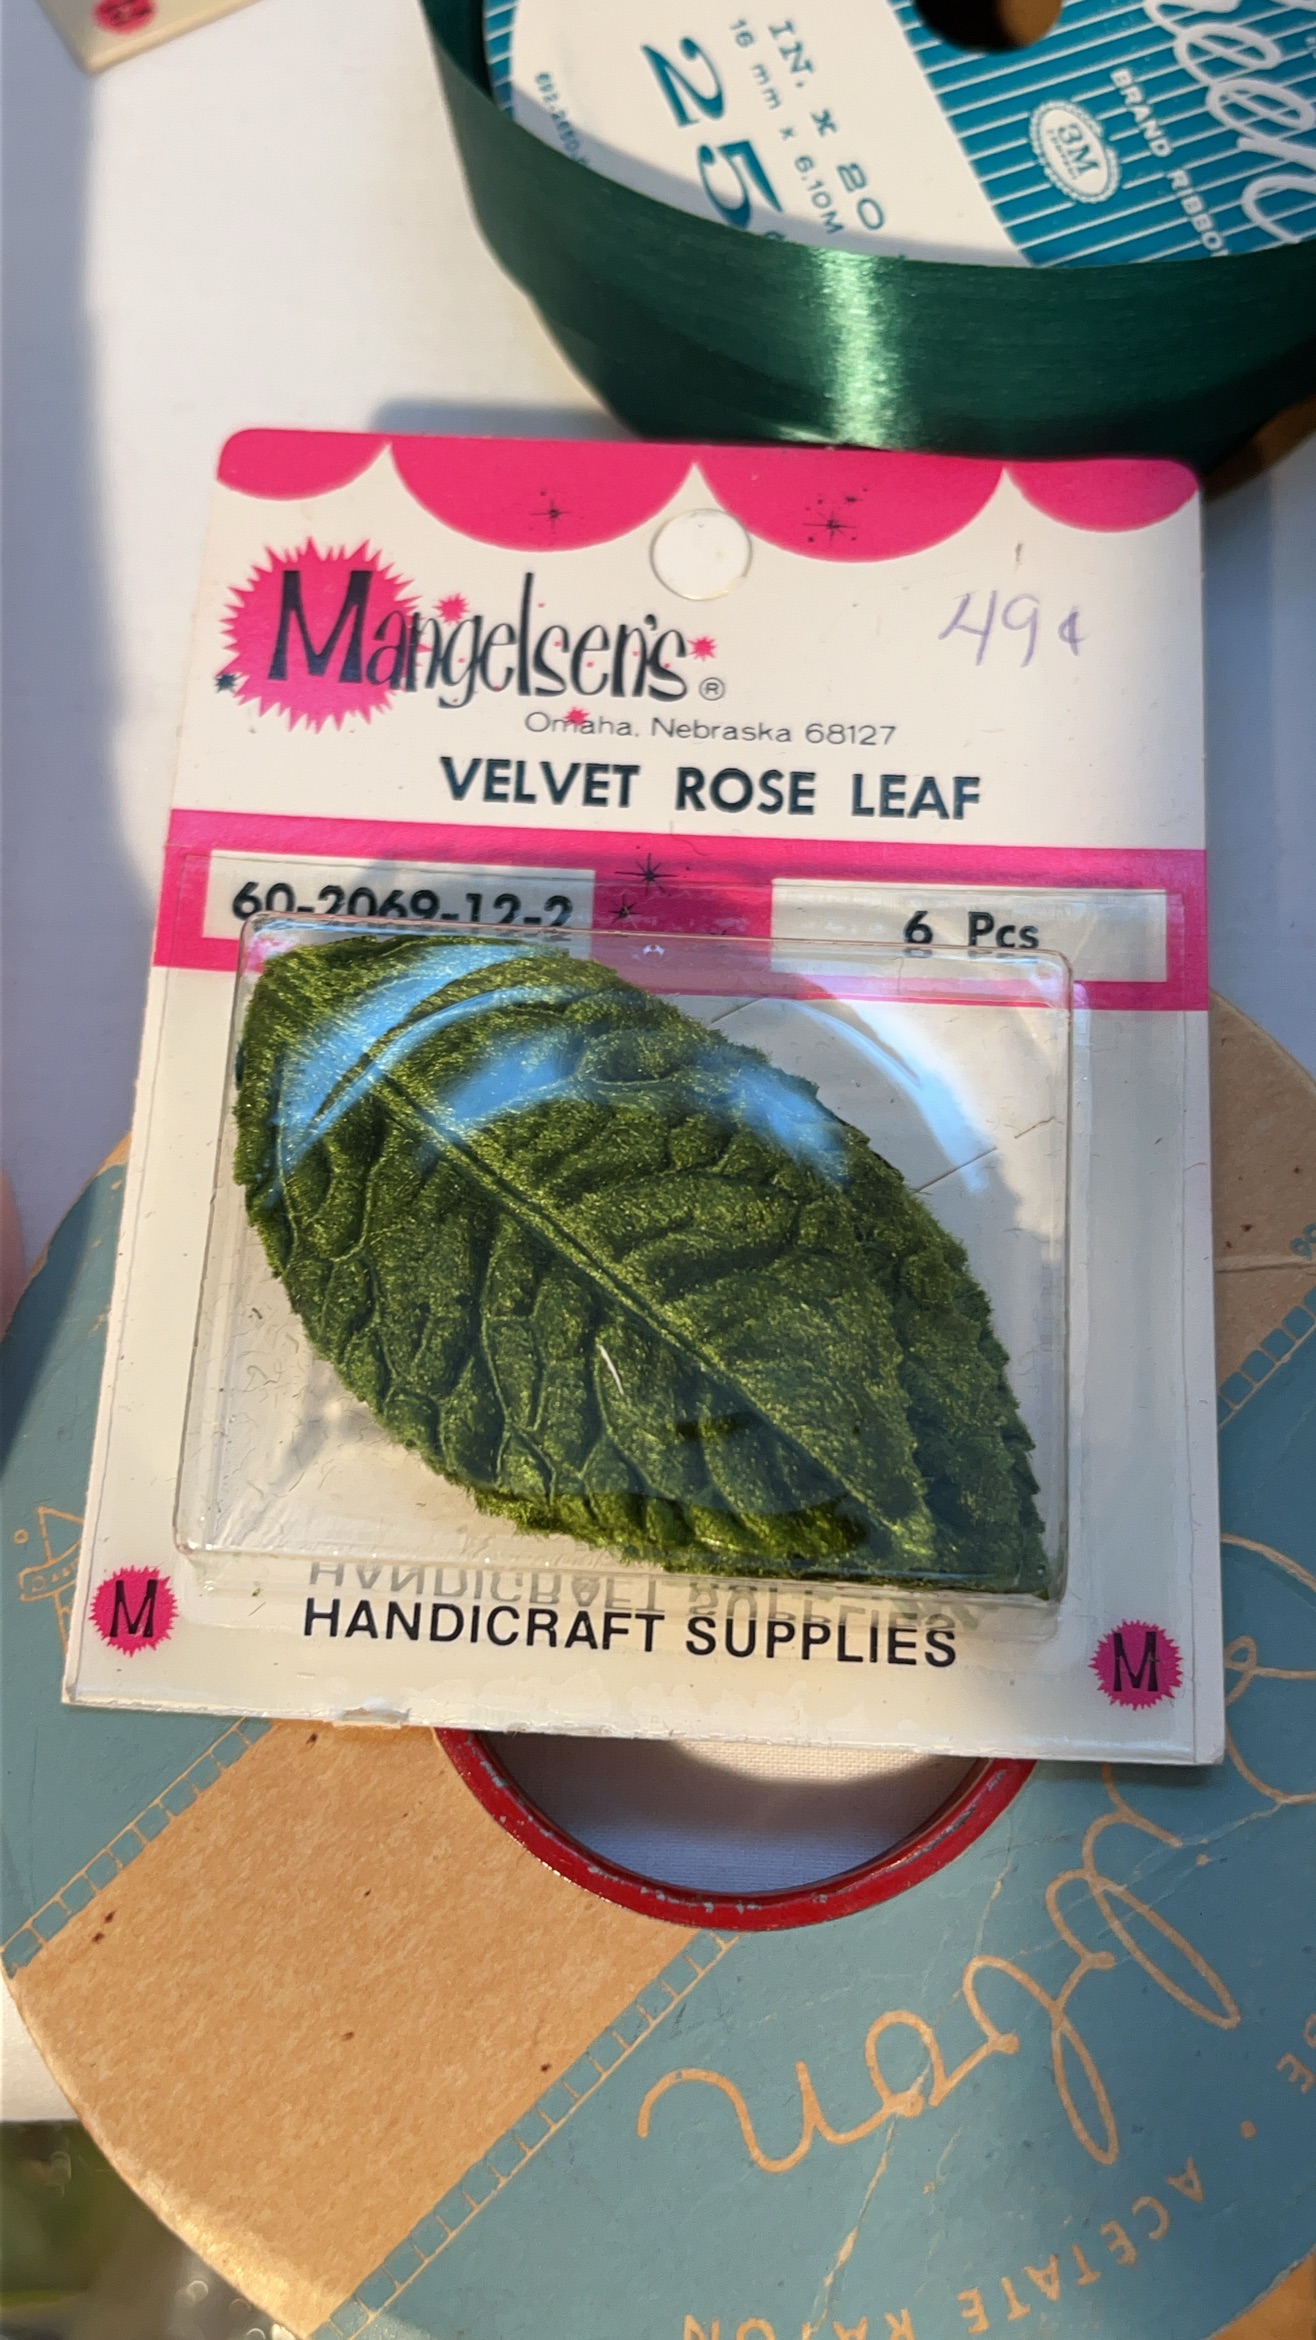 IN. x 20
16 mm x 6.10M
25¢
BRAND RIBBO
3M
Mangelsen's®
49¢
Omaha, Nebraska 68127
VELVET ROSE LEAF
60-2069-12-2
6 Pcs
HANDICRAFT SUPPLIES
M
M
ACETATE RAYON